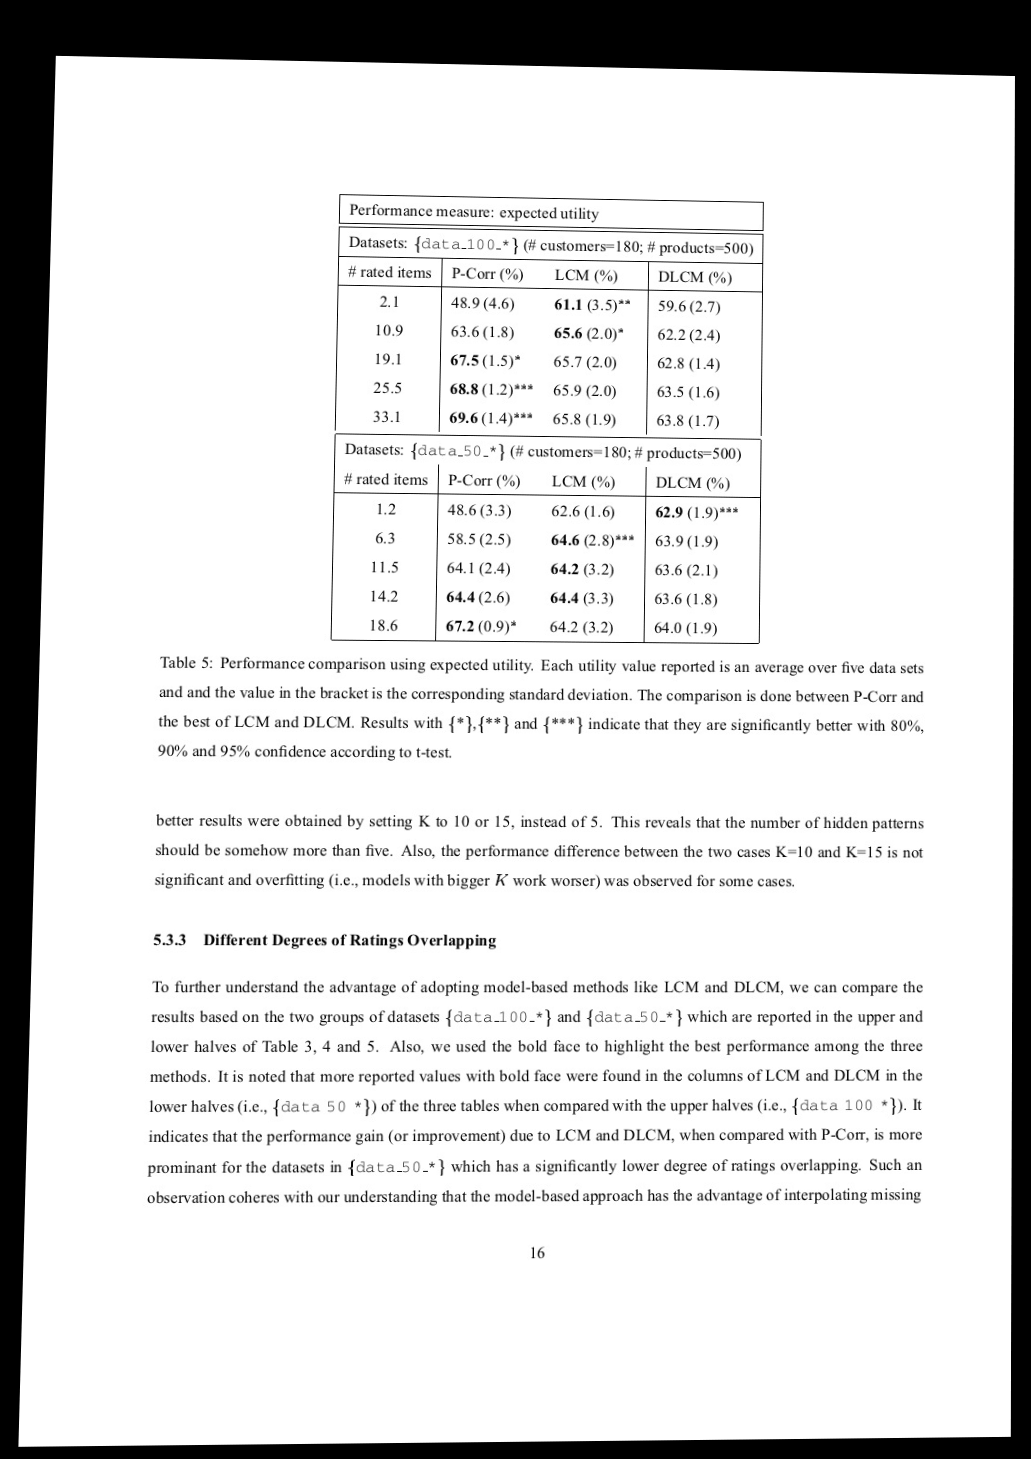 Performance measure: expected utility
Datasets: {data_100_*} (# customers=180; # products=500)
# rated items P-Corr (%) LCM (%) DLCM (%)
2.1 48.9 (4.6) 61.1 (3.5)** 59.6 (2.7)
10.9 63.6 (1.8) 65.6 (2.0)* 62.2 (2.4)
19.1 67.5 (1.5)* 65.7 (2.0) 62.8 (1.4)
25.5 68.8 (1.2)*** 65.9 (2.0) 63.5 (1.6)
33.1 69.6 (1.4)*** 65.8 (1.9) 63.8 (1.7)
Datasets: {data_50_*} (# customers=180; # products=500)
# rated items P-Corr (%) LCM (%) DLCM (%)
1.2 48.6 (3.3) 62.6 (1.6) 62.9 (1.9)***
6.3 58.5 (2.5) 64.6 (2.8)*** 63.9 (1.9)
11.5 64.1 (2.4) 64.2 (3.2) 63.6 (2.1)
14.2 64.4 (2.6) 64.4 (3.3) 63.6 (1.8)
18.6 67.2 (0.9)* 64.2 (3.2) 64.0 (1.9)
Table 5: Performance comparison using expected utility. Each utility value reported is an average over five data sets
and and the value in the bracket is the corresponding standard deviation. The comparison is done between P-Corr and
the best of LCM and DLCM. Results with {*},{**} and {***} indicate that they are significantly better with 80%,
90% and 95% confidence according to t-test.
better results were obtained by setting K to 10 or 15, instead of 5. This reveals that the number of hidden patterns
should be somehow more than five. Also, the performance difference between the two cases K=10 and K=15 is not
significant and overfitting (i.e., models with bigger K work worser) was observed for some cases.
5.3.3 Different Degrees of Ratings Overlapping
To further understand the advantage of adopting model-based methods like LCM and DLCM, we can compare the
results based on the two groups of datasets {data_100_*} and {data_50_*} which are reported in the upper and
lower halves of Table 3, 4 and 5. Also, we used the bold face to highlight the best performance among the three
methods. It is noted that more reported values with bold face were found in the columns of LCM and DLCM in the
lower halves (i.e., {data 50 *}) of the three tables when compared with the upper halves (i.e., {data 100 *}). It
indicates that the performance gain (or improvement) due to LCM and DLCM, when compared with P-Corr, is more
prominant for the datasets in {data_50_*} which has a significantly lower degree of ratings overlapping. Such an
observation coheres with our understanding that the model-based approach has the advantage of interpolating missing
16